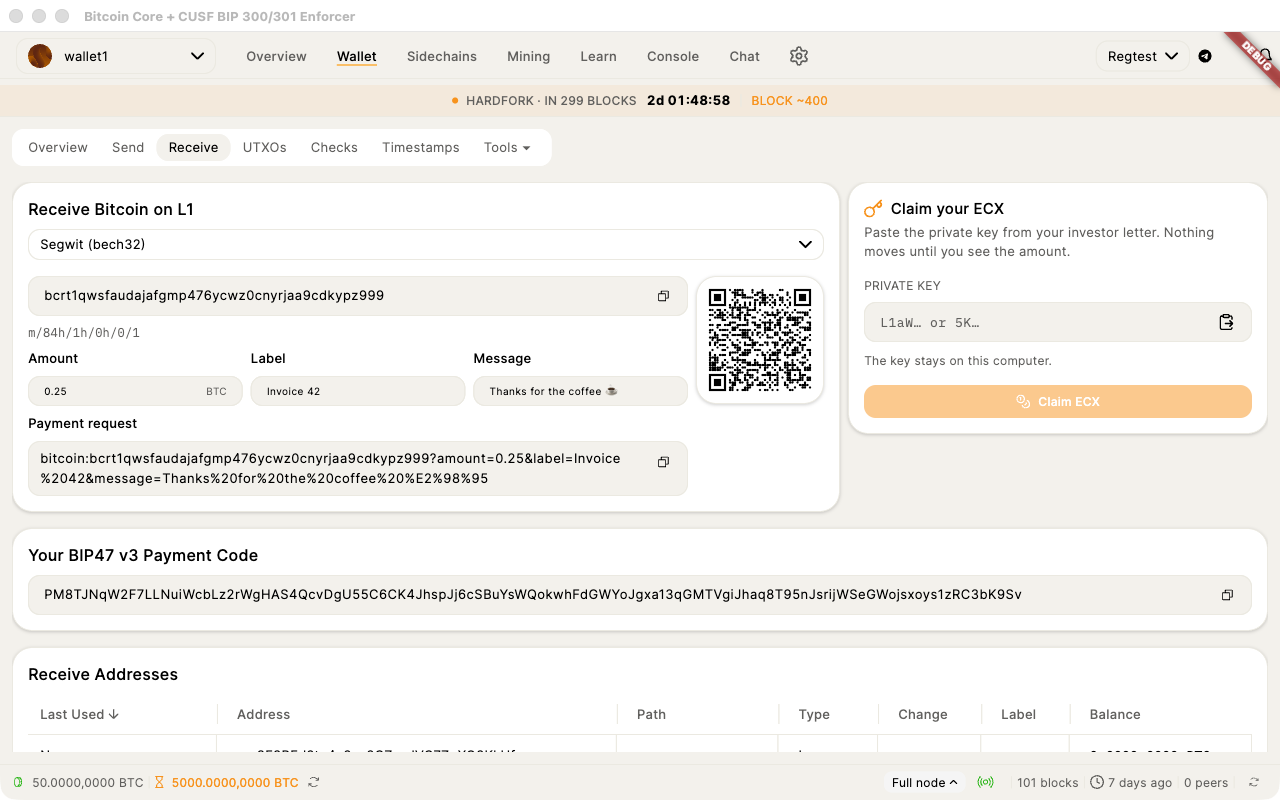 Bitcoin Core + CUSF BIP 300/301 Enforcer
wallet1
Overview
Wallet
Sidechains
Mining
Learn
Console
Chat
Regtest
DEBUG
HARDFORK · IN 299 BLOCKS 2d 01:48:58 BLOCK ~400
Overview
Send
Receive
UTXOs
Checks
Timestamps
Tools
Receive Bitcoin on L1
Segwit (bech32)
bcrt1qwsfaudajafgmp476ycwz0cnyrjaa9cdkypz999
m/84h/1h/0h/0/1
Amount
Label
Message
0.25 BTC
Invoice 42
Thanks for the coffee ☕
Payment request
bitcoin:bcrt1qwsfaudajafgmp476ycwz0cnyrjaa9cdkypz999?amount=0.25&label=Invoice
%2042&message=Thanks%20for%20the%20coffee%20%E2%98%95
Claim your ECX
Paste the private key from your investor letter. Nothing
moves until you see the amount.
PRIVATE KEY
L1aW… or 5K…
The key stays on this computer.
Claim ECX
Your BIP47 v3 Payment Code
PM8TJNqW2F7LLNuiWcbLz2rWgHAS4QcvDgU55C6CK4JhspJj6cSBuYsWQokwhFdGWYoJgxa13qGMTVgiJhaq8T95nJsrijWSeGWojsxoys1zRC3bK9Sv
Receive Addresses
Last Used ↓
Address
Path
Type
Change
Label
Balance
50.0000,0000 BTC
5000.0000,0000 BTC
Full node
101 blocks
7 days ago
0 peers